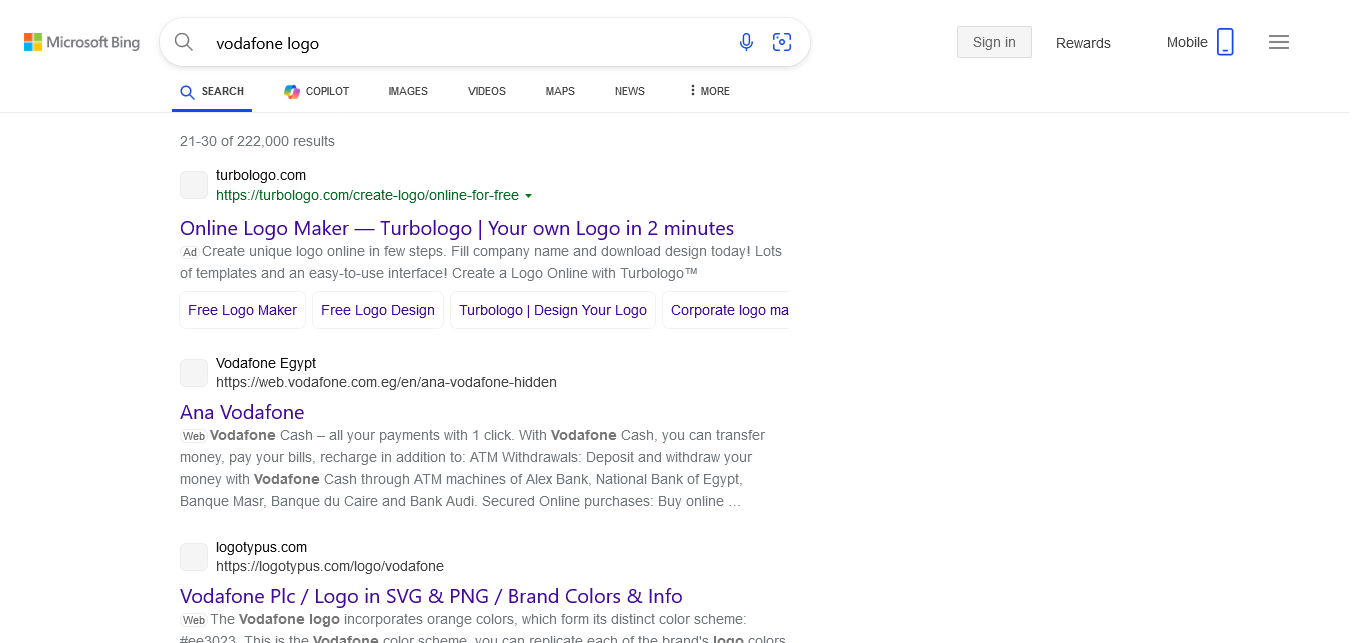 Microsoft Bing
vodafone logo
Sign in
Rewards
Mobile
SEARCH
COPILOT
IMAGES
VIDEOS
MAPS
NEWS
MORE
21-30 of 222,000 results
turbologo.com
https://turbologo.com/create-logo/online-for-free
Online Logo Maker — Turbologo | Your own Logo in 2 minutes
Ad Create unique logo online in few steps. Fill company name and download design today! Lots
of templates and an easy-to-use interface! Create a Logo Online with Turbologo™
Free Logo Maker
Free Logo Design
Turbologo | Design Your Logo
Corporate logo ma
Vodafone Egypt
https://web.vodafone.com.eg/en/ana-vodafone-hidden
Ana Vodafone
Web Vodafone Cash – all your payments with 1 click. With Vodafone Cash, you can transfer
money, pay your bills, recharge in addition to: ATM Withdrawals: Deposit and withdraw your
money with Vodafone Cash through ATM machines of Alex Bank, National Bank of Egypt,
Banque Masr, Banque du Caire and Bank Audi. Secured Online purchases: Buy online …
logotypus.com
https://logotypus.com/logo/vodafone
Vodafone Plc / Logo in SVG & PNG / Brand Colors & Info
Web The Vodafone logo incorporates orange colors, which form its distinct color scheme:
#ee3023. This is the Vodafone color scheme, you can replicate each of the brand's logo colors